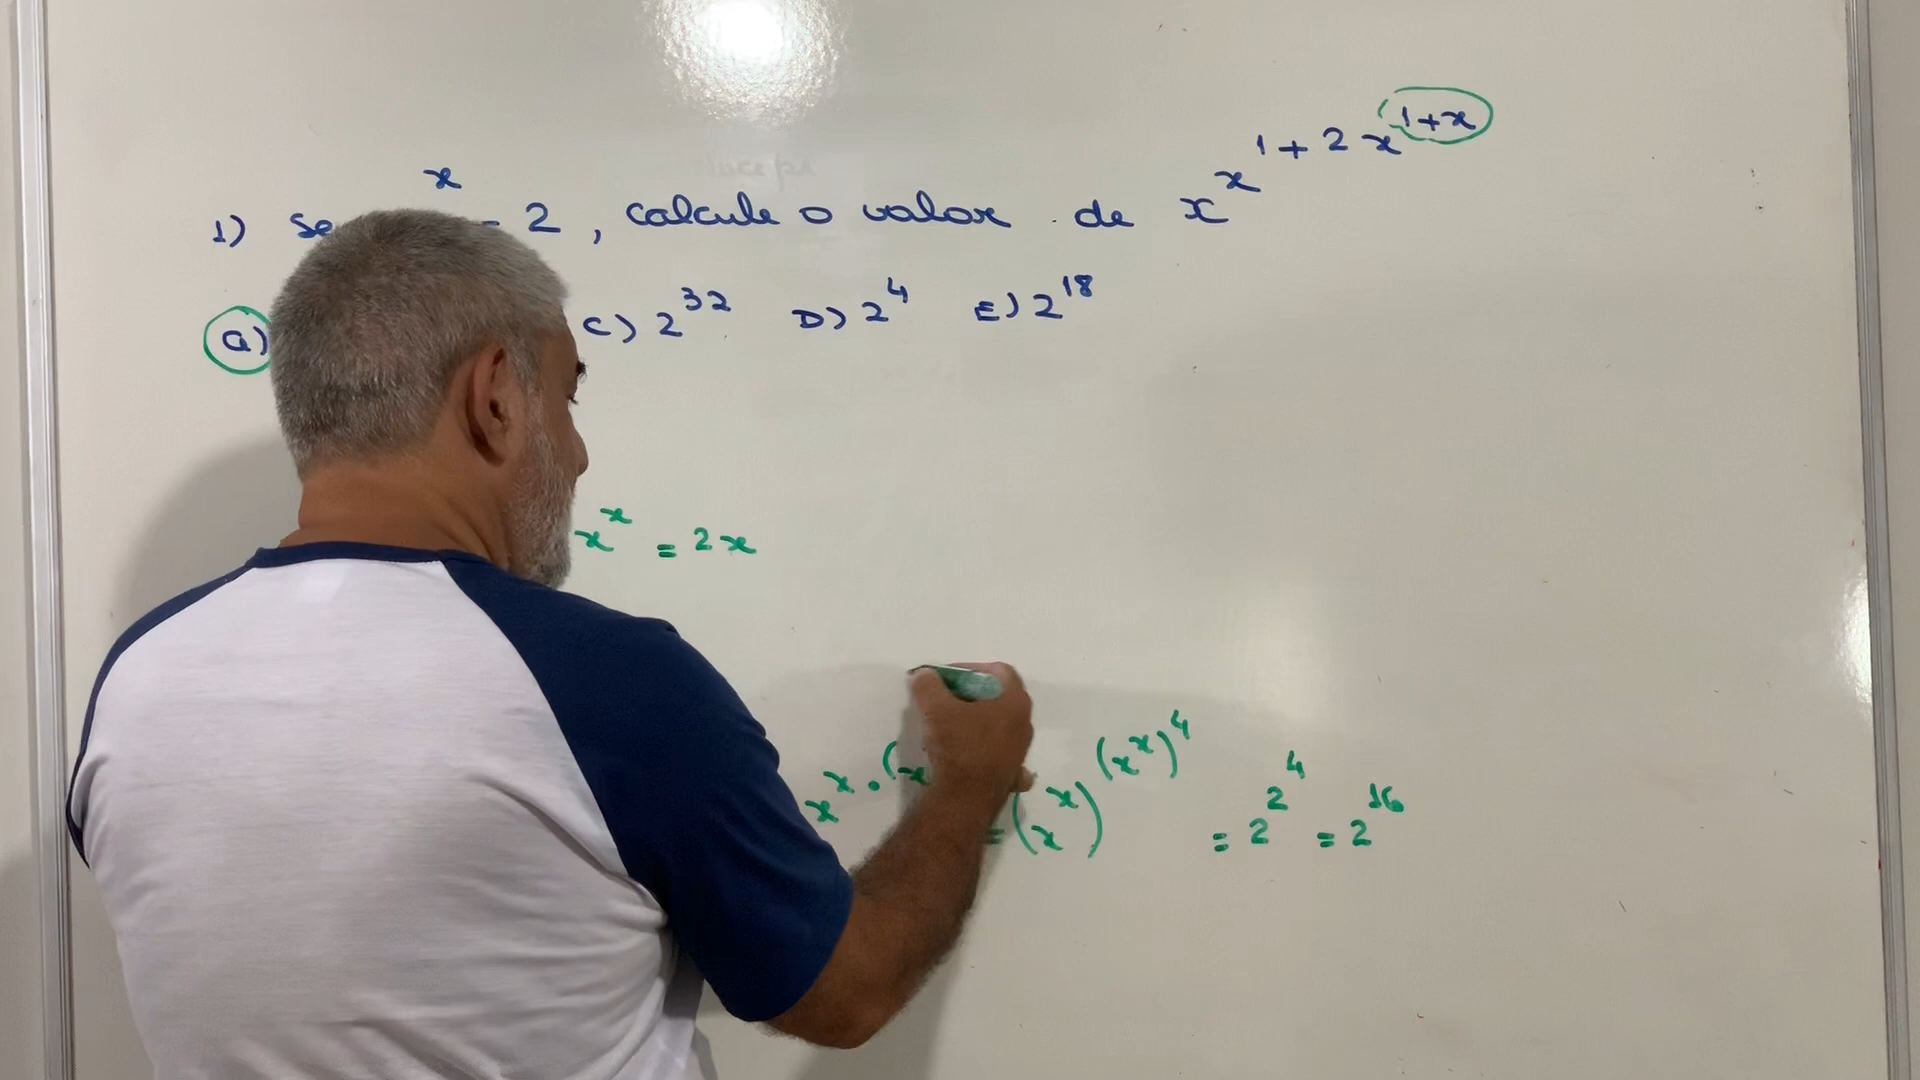 1) Se x = 2, calcule o valor de x^x^1+2x^1+x
a) C) 2^32 D) 2^4 E) 2^18
x^x = 2x
x^x . (x = (x^x)^(x^x)^4 = 2^2^4 = 2^16